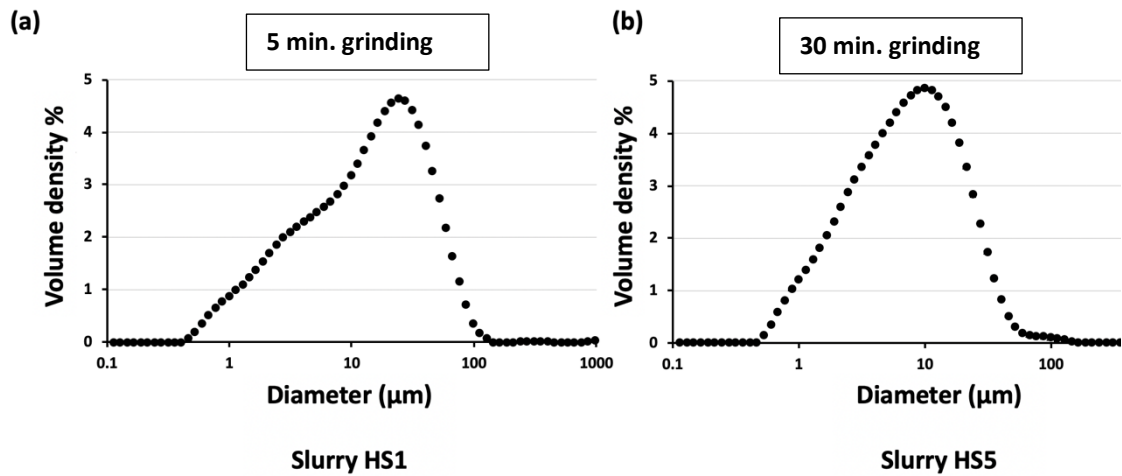 (a)
5 min. grinding
Volume density %
5
4
3
2
1
0
0.1 1 10 100 1000
Diameter (µm)
Slurry HS1
(b)
30 min. grinding
Volume density %
5
4
3
2
1
0
0.1 1 10 100
Diameter (µm)
Slurry HS5